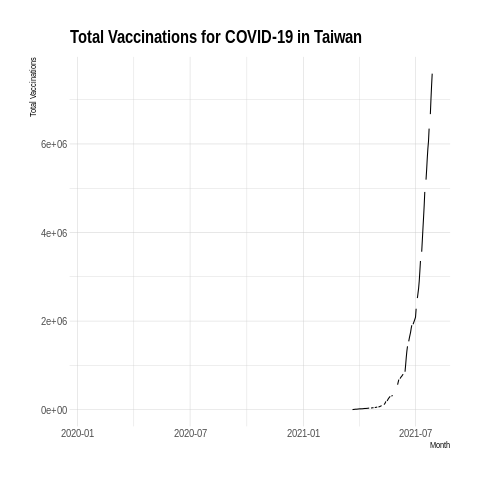 Total Vaccinations for COVID-19 in Taiwan
Total Vaccinations
6e+06
4e+06
2e+06
0e+00
2020-01 2020-07 2021-01 2021-07
Month